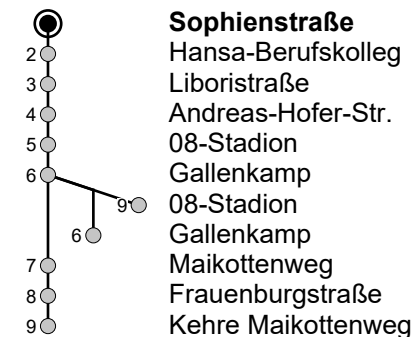 Sophienstraße
2 Hansa-Berufskolleg
3 Liboristraße
4 Andreas-Hofer-Str.
5 08-Stadion
6 Gallenkamp
9 08-Stadion
6 Gallenkamp
7 Maikottenweg
8 Frauenburgstraße
9 Kehre Maikottenweg